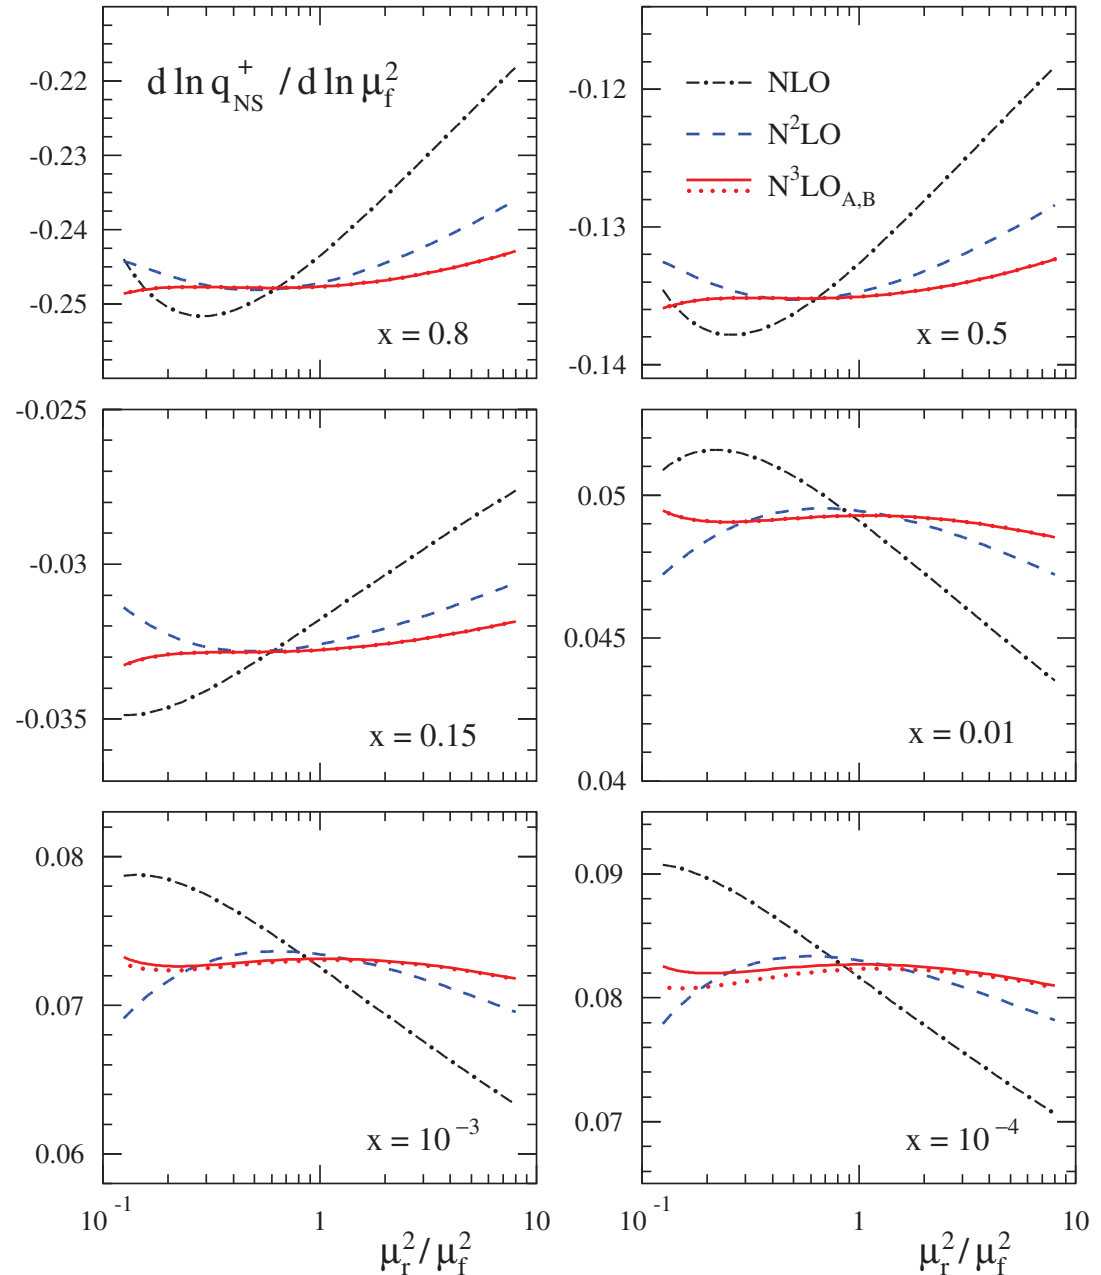 d ln q⁺NS / d ln μ²f
-0.22
-0.23
-0.24
-0.25
x = 0.8
NLO
N²LO
N³LO A,B
-0.12
-0.13
-0.14
x = 0.5
-0.025
-0.03
-0.035
x = 0.15
0.05
0.045
0.04
x = 0.01
0.08
0.07
0.06
x = 10⁻³
10⁻¹ 1 10
μ²r / μ²f
0.09
0.08
0.07
x = 10⁻⁴
10⁻¹ 1 10
μ²r / μ²f